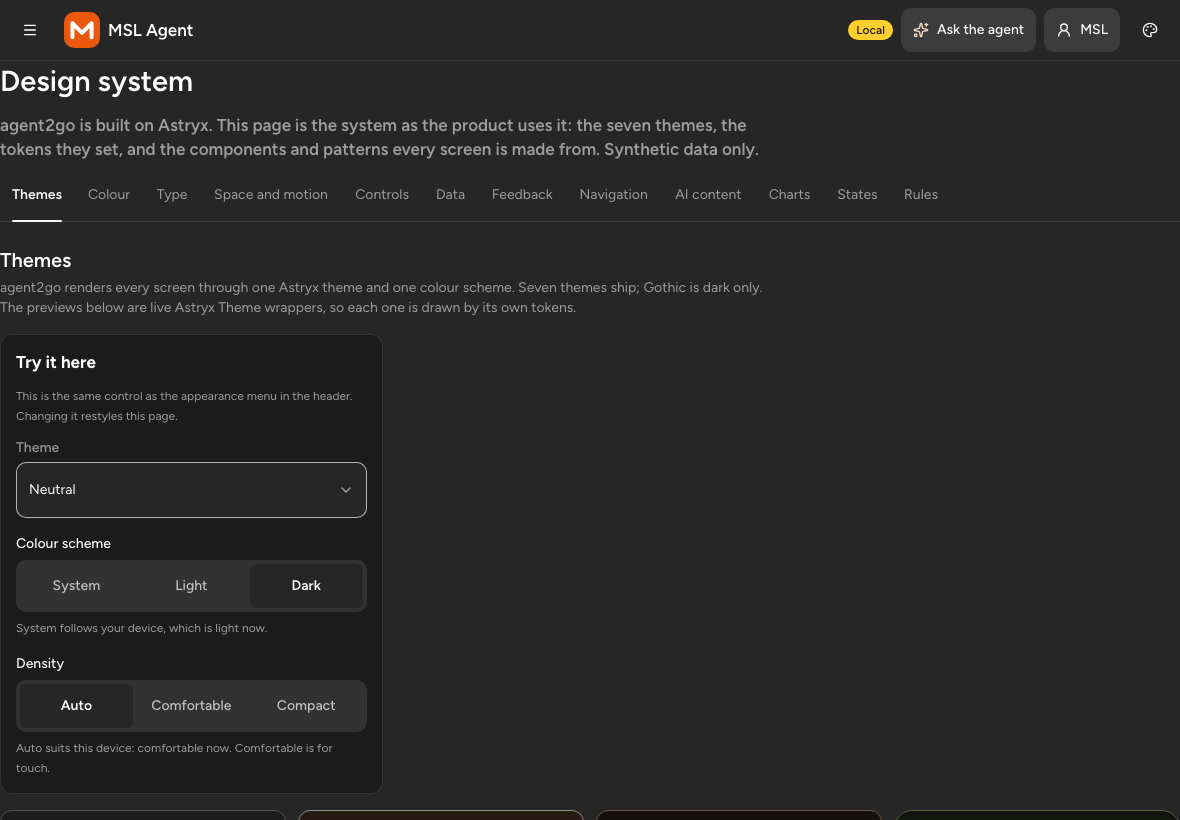 MSL Agent
Local
Ask the agent
MSL
Design system
agent2go is built on Astryx. This page is the system as the product uses it: the seven themes, the
tokens they set, and the components and patterns every screen is made from. Synthetic data only.
Themes
Colour
Type
Space and motion
Controls
Data
Feedback
Navigation
AI content
Charts
States
Rules
Themes
agent2go renders every screen through one Astryx theme and one colour scheme. Seven themes ship; Gothic is dark only.
The previews below are live Astryx Theme wrappers, so each one is drawn by its own tokens.
Try it here
This is the same control as the appearance menu in the header.
Changing it restyles this page.
Theme
Neutral
Colour scheme
System
Light
Dark
System follows your device, which is light now.
Density
Auto
Comfortable
Compact
Auto suits this device: comfortable now. Comfortable is for
touch.